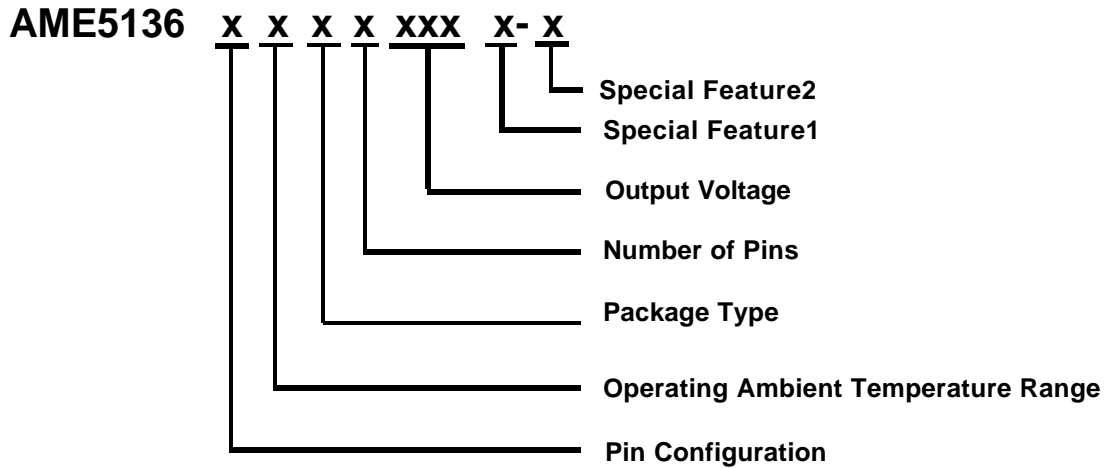 AME5136 x x x x xxx x- x
Special Feature2
Special Feature1
Output Voltage
Number of Pins
Package Type
Operating Ambient Temperature Range
Pin Configuration